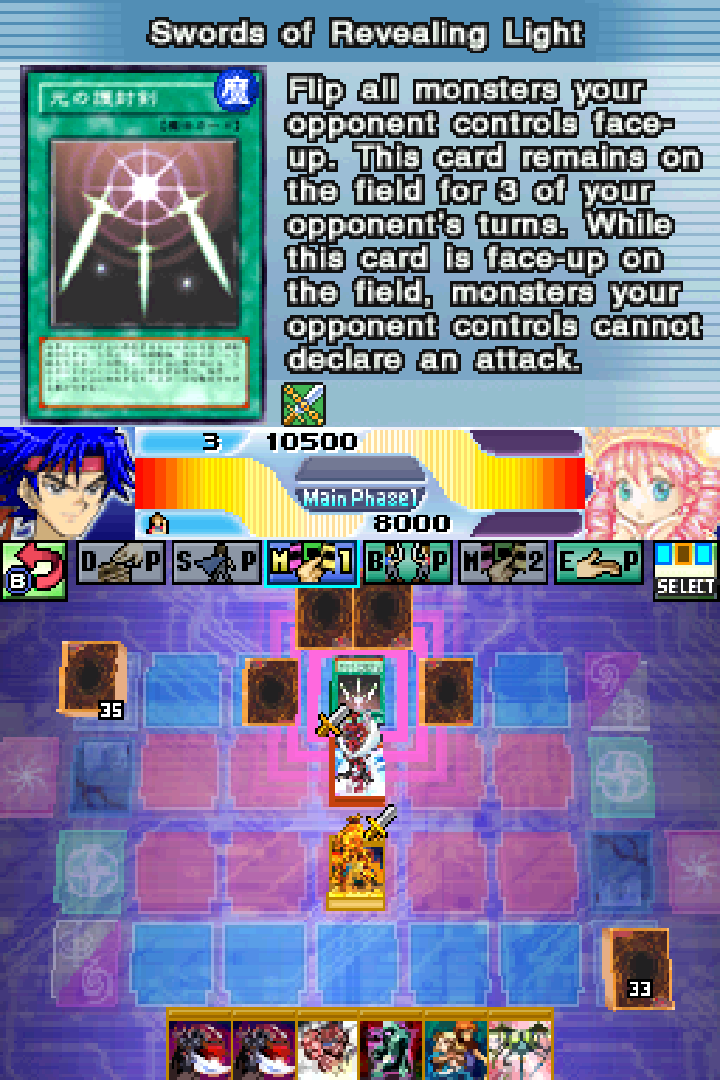 Swords of Revealing Light
魔
Flip all monsters your
opponent controls face-
up. This card remains on
the field for 3 of your
opponent's turns. While
this card is face-up on
the field, monsters your
opponent controls cannot
declare an attack.
3 10500
Main Phase1
8000
B D P S P M 1 B P M 2 E P SELECT
35
33